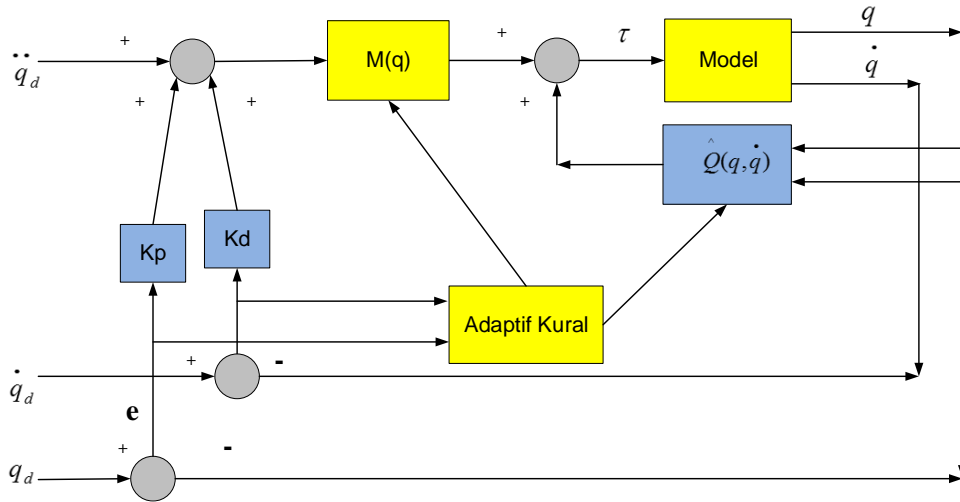 q
+
+
τ
q̈_d
M(q)
Model
q̇
+
+
+
Q̂(q,q̇)
Kp
Kd
Adaptif Kural
+
-
q̇_d
e
+
-
q_d